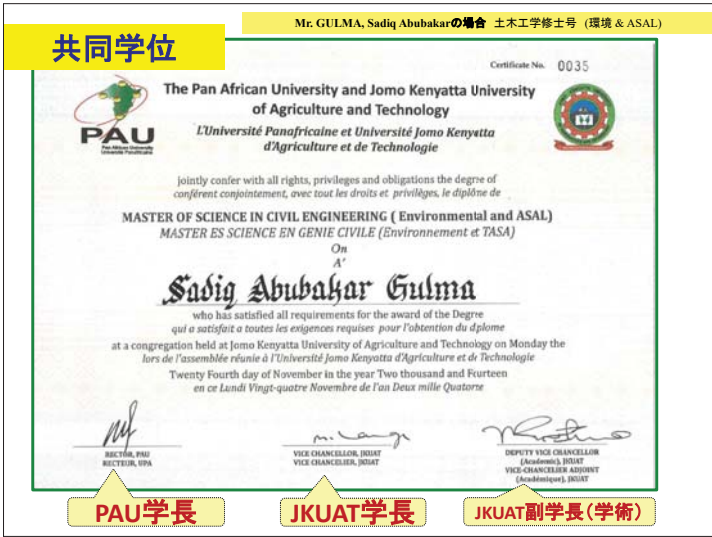 Mr. GULMA, Sadiq Abubakarの場合 土木工学修士号 (環境 & ASAL)
共同学位
Certificate No. 0035
PAU
Pan African University
Université Panafricaine
The Pan African University and Jomo Kenyatta University
of Agriculture and Technology
L'Université Panafricaine et Université Jomo Kenyatta
d'Agriculture et de Technologie
jointly confer with all rights, privileges and obligations the degree of
conférent conjointement, avec tout les droits et privilèges, le diplône de
MASTER OF SCIENCE IN CIVIL ENGINEERING ( Environmental and ASAL)
MASTER ES SCIENCE EN GENIE CIVILE (Environnement et TASA)
On
A'
Sadiq Abubakar Gulma
who has satisfied all requirements for the award of the Degree
qui a satisfait a toutes les exigences requises pour l'obtention du dplome
at a congregation held at Jomo Kenyatta University of Agriculture and Technology on Monday the
lors de l'assemblée réunie à l'Université Jomo Kenyatta d'Agriculture et de Technologie
Twenty Fourth day of November in the year Two thousand and Fourteen
en ce Lundi Vingt-quatre Novembre de l'an Deux mille Quatorze
RECTOR, PAU
RECTEUR, UPA
VICE CHANCELLOR, JKUAT
VICE CHANCELIER, JKUAT
DEPUTY VICE CHANCELLOR
(Academic), JKUAT
VICE-CHANCELIER ADJOINT
(Académique), JKUAT
PAU学長
JKUAT学長
JKUAT副学長(学術)